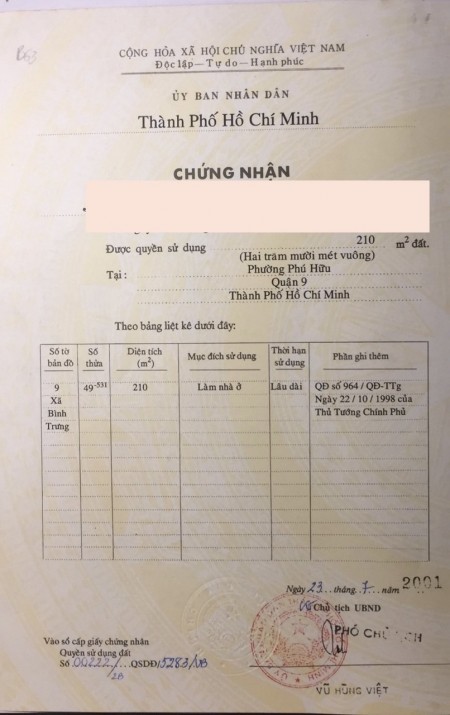 CỘNG HÒA XÃ HỘI CHỦ NGHĨA VIỆT NAM
Độc lập — Tự do — Hạnh phúc
ỦY BAN NHÂN DÂN
Thành Phố Hồ Chí Minh
CHỨNG NHẬN
210
Được quyền sử dụng m² đất.
(Hai trăm mười mét vuông)
Tại : Phường Phú Hữu
Quận 9
Thành Phố Hồ Chí Minh
Theo bảng liệt kê dưới đây:
Số tờ bản đồ Số thửa Diện tích (m²) Mục đích sử dụng Thời hạn sử dụng Phần ghi thêm
9 49-531 210 Làm nhà ở Lâu dài QĐ số 964 / QĐ-TTg
Xã Ngày 22 / 10 / 1998 của
Bình Thủ Tướng Chính Phủ
Trưng
Ngày 23 tháng 7 năm 2001
Chủ tịch UBND
PHÓ CHỦ TỊCH
Vào sổ cấp giấy chứng nhân
Quyền sử dụng đất
Số 00222/ QSDĐ/5283/UB
2B
VŨ HÙNG VIỆT